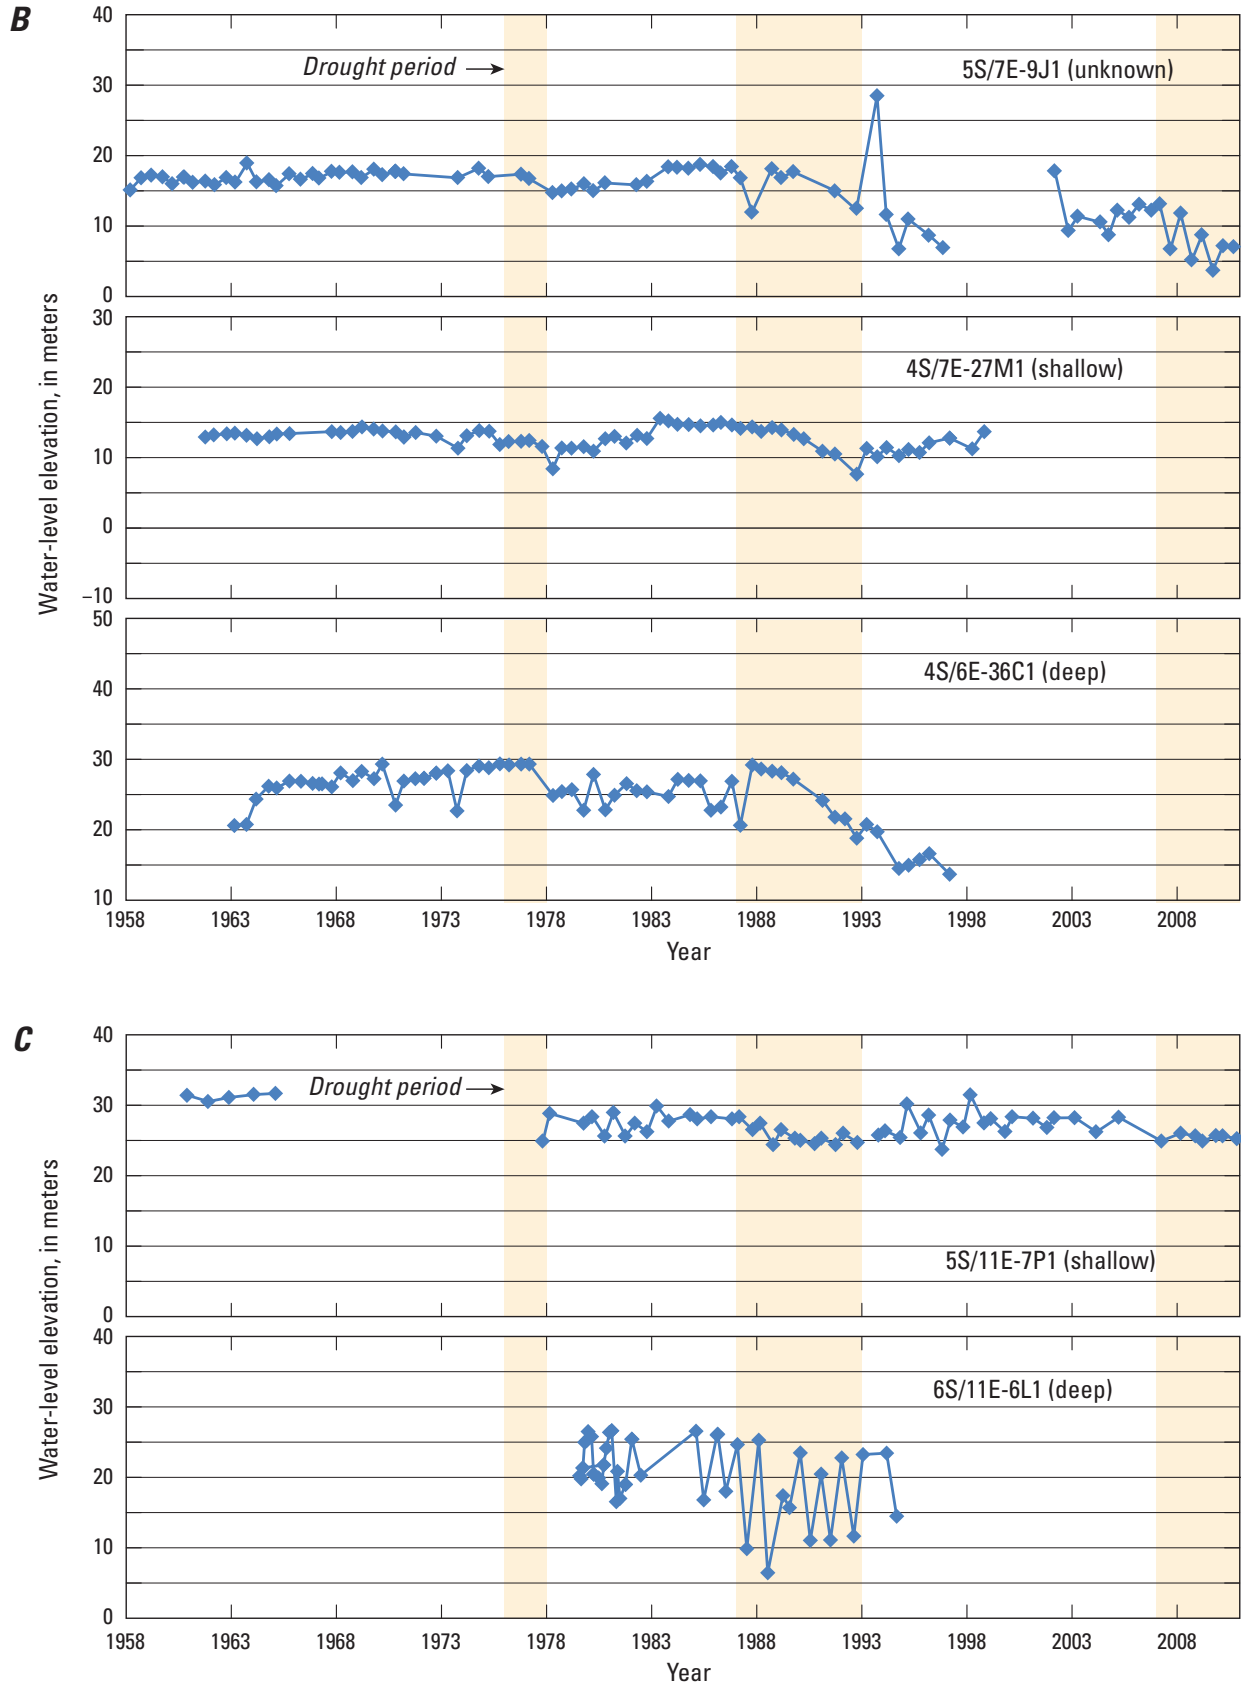 B
40
30
20
10
0
Drought period
5S/7E-9J1 (unknown)
30
20
10
0
–10
4S/7E-27M1 (shallow)
50
40
30
20
10
4S/6E-36C1 (deep)
Water-level elevation, in meters
1958 1963 1968 1973 1978 1983 1988 1993 1998 2003 2008
Year
C
40
30
20
10
0
Drought period
5S/11E-7P1 (shallow)
40
30
20
10
0
6S/11E-6L1 (deep)
Water-level elevation, in meters
1958 1963 1968 1973 1978 1983 1988 1993 1998 2003 2008
Year